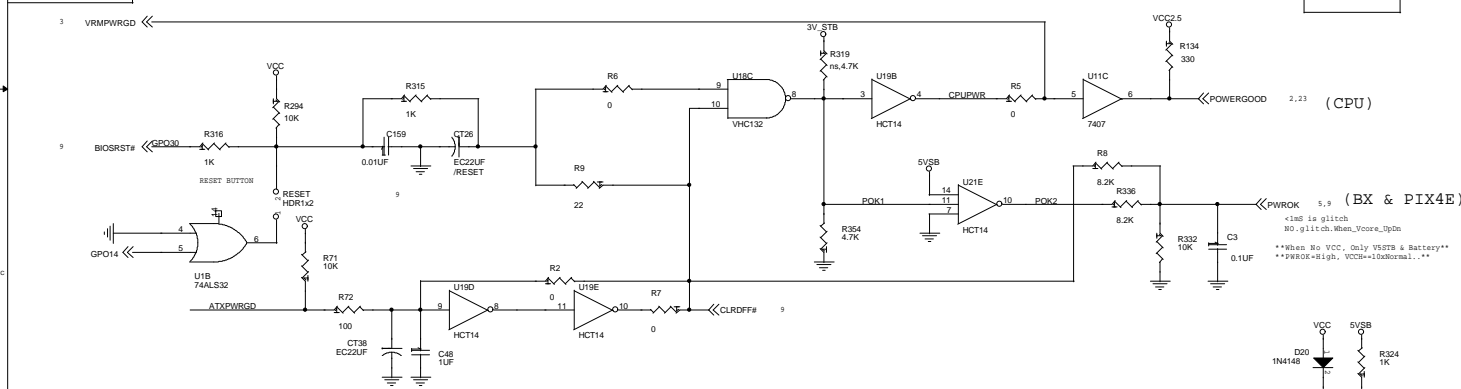 3 VRMPWRGD
3V_STB
VCC2.5
R319
ns,4.7K
R134
330
VCC
R315
R6
U18C
U19B
U11C
9
8
3
4
CPUPWR
R5
5
6
POWERGOOD
2,23
(CPU)
R294
10K
1K
0
10
C159
CT26
VHC132
HCT14
0
7407
R316
9 BIOSRST#
GPO30
0.01UF
EC22UF
/RESET
1K
R9
R8
5VSB
RESET BUTTON
9
22
8.2K
U21E
RESET
HDR1x2
2
1
14
R336
PWROK
5,9
(BX & PIX4E)
14
VCC
POK1
11
10
POK2
7
8.2K
<1mS is glitch
NO.glitch.When_Vcore_UpDn
4
5
6
GPO14
R354
4.7K
HCT14
R332
10K
C3
0.1UF
**When No VCC, Only V5STB & Battery**
**PWROK=High, VCCH==10xNormal..**
R71
10K
U1B
74ALS32
R2
0
C
U19D
U19E
ATXPWRGD
R72
9
8
11
10
R7
CLRDFF#
9
100
HCT14
HCT14
0
CT38
EC22UF
C48
1UF
VCC
5VSB
D20
1N4148
1
2
R324
1K